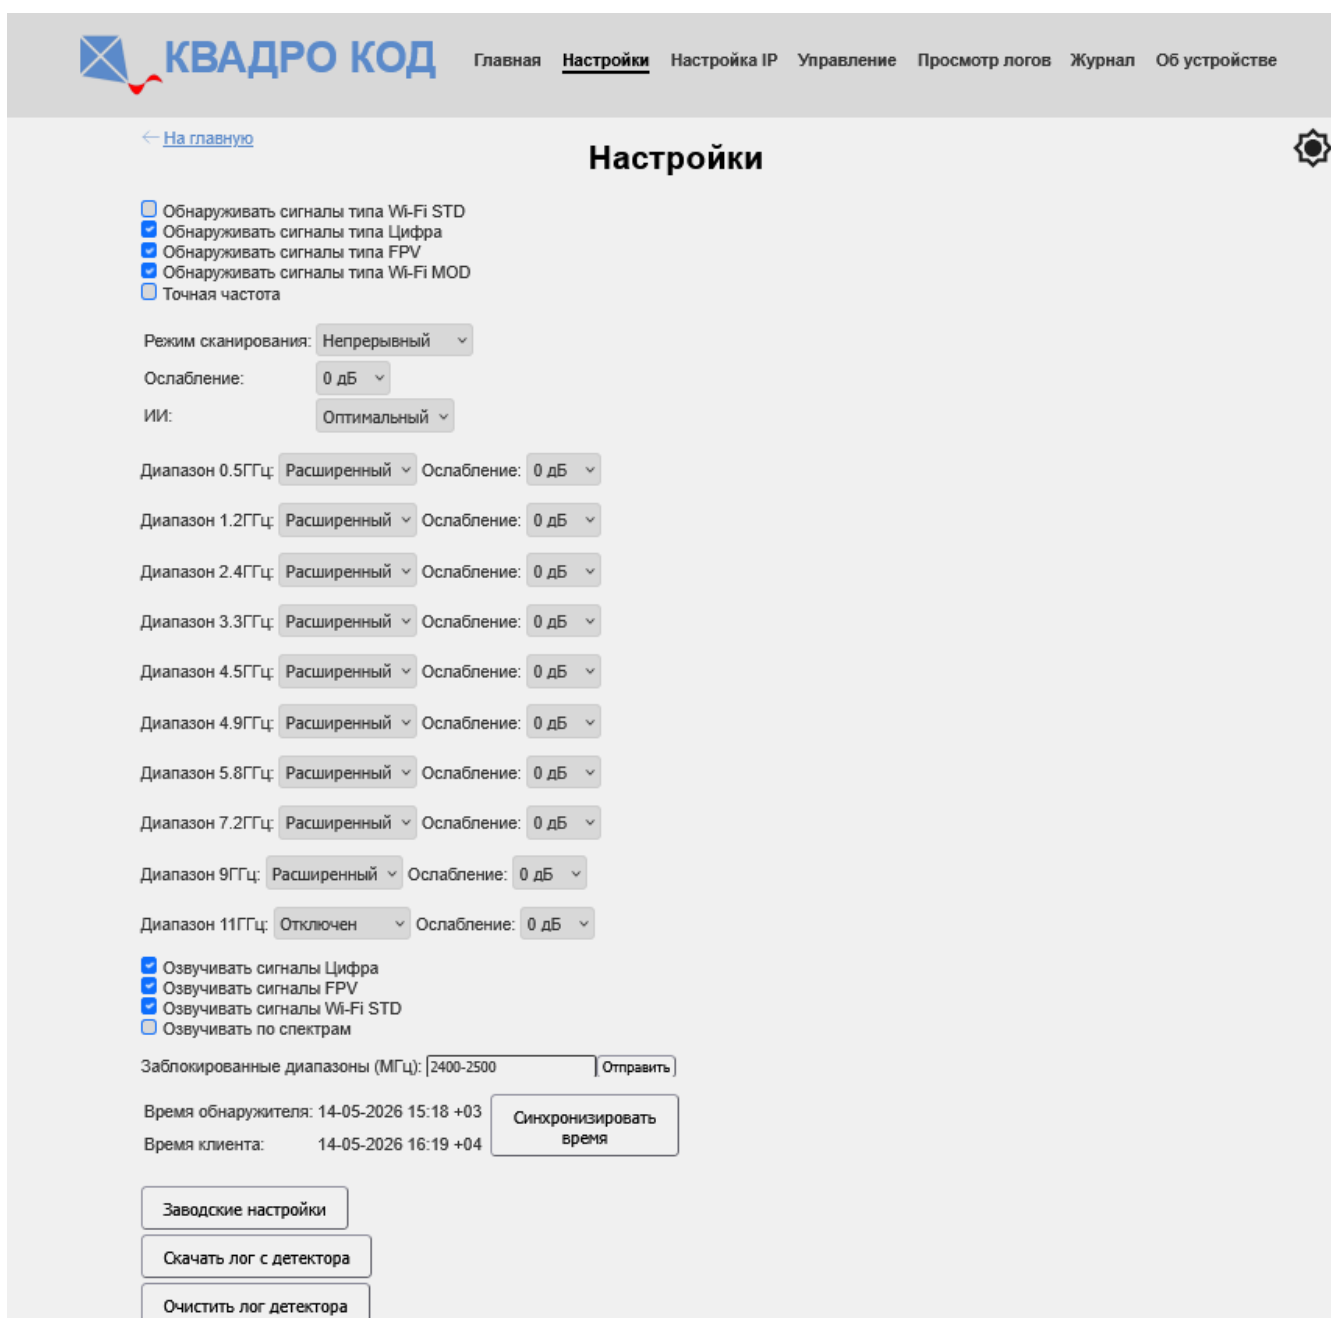 КВАДРО КОД Главная Настройки Настройка IP Управление Просмотр логов Журнал Об устройстве
← На главную
Настройки
Обнаруживать сигналы типа Wi-Fi STD
Обнаруживать сигналы типа Цифра
Обнаруживать сигналы типа FPV
Обнаруживать сигналы типа Wi-Fi MOD
Точная частота
Режим сканирования: Непрерывный
Ослабление: 0 дБ
ИИ: Оптимальный
Диапазон 0.5ГГц: Расширенный Ослабление: 0 дБ
Диапазон 1.2ГГц: Расширенный Ослабление: 0 дБ
Диапазон 2.4ГГц: Расширенный Ослабление: 0 дБ
Диапазон 3.3ГГц: Расширенный Ослабление: 0 дБ
Диапазон 4.5ГГц: Расширенный Ослабление: 0 дБ
Диапазон 4.9ГГц: Расширенный Ослабление: 0 дБ
Диапазон 5.8ГГц: Расширенный Ослабление: 0 дБ
Диапазон 7.2ГГц: Расширенный Ослабление: 0 дБ
Диапазон 9ГГц: Расширенный Ослабление: 0 дБ
Диапазон 11ГГц: Отключен Ослабление: 0 дБ
Озвучивать сигналы Цифра
Озвучивать сигналы FPV
Озвучивать сигналы Wi-Fi STD
Озвучивать по спектрам
Заблокированные диапазоны (МГц): 2400-2500 Отправить
Время обнаружителя: 14-05-2026 15:18 +03
Время клиента: 14-05-2026 16:19 +04
Синхронизировать
время
Заводские настройки
Скачать лог с детектора
Очистить лог детектора